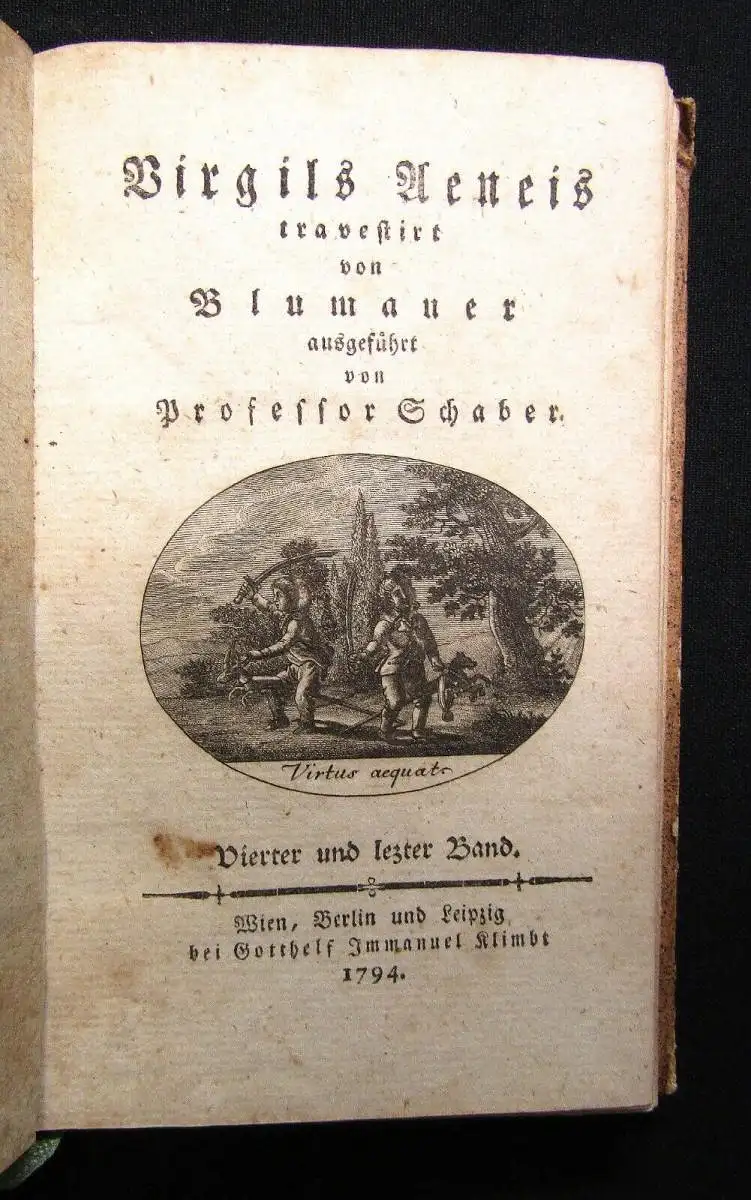 Virgils Aeneis
travestirt
von
Blumauer
ausgeführt
von
Professor Schaber.
Virtus aequat
Vierter und lezter Band.
Wien, Berlin und Leipzig
bei Gotthelf Immanuel Klimbt
1794.